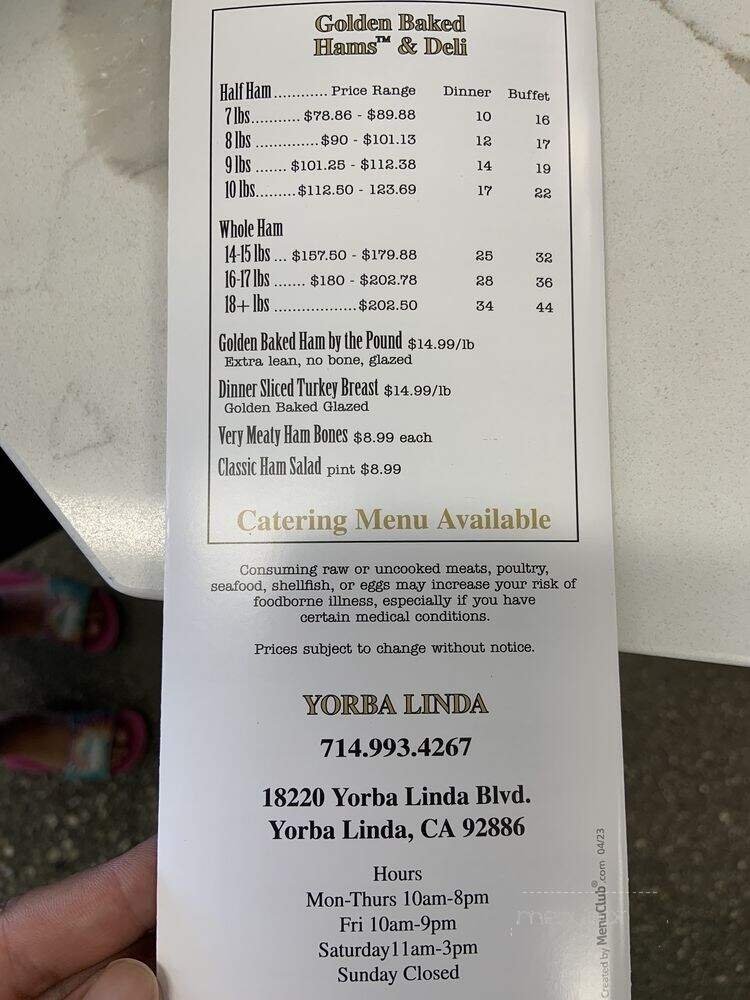 Golden Baked
Hams™ & Deli
Half Ham............ Price Range Dinner Buffet
7 lbs........... $78.86 - $89.88 10 16
8 lbs ..............$90 - $101.13 12 17
9 lbs ....... $101.25 - $112.38 14 19
10 lbs.........$112.50 - 123.69 17 22
Whole Ham
14-15 lbs ... $157.50 - $179.88 25 32
16-17 lbs ....... $180 - $202.78 28 36
18+ lbs ..................$202.50 34 44
Golden Baked Ham by the Pound $14.99/lb
Extra lean, no bone, glazed
Dinner Sliced Turkey Breast $14.99/lb
Golden Baked Glazed
Very Meaty Ham Bones $8.99 each
Classic Ham Salad pint $8.99
Catering Menu Available
Consuming raw or uncooked meats, poultry,
seafood, shellfish, or eggs may increase your risk of
foodborne illness, especially if you have
certain medical conditions.
Prices subject to change without notice.
YORBA LINDA
714.993.4267
18220 Yorba Linda Blvd.
Yorba Linda, CA 92886
Hours
Mon-Thurs 10am-8pm
Fri 10am-9pm
Saturday11am-3pm
Sunday Closed
Created by MenuClub®.com 04/23